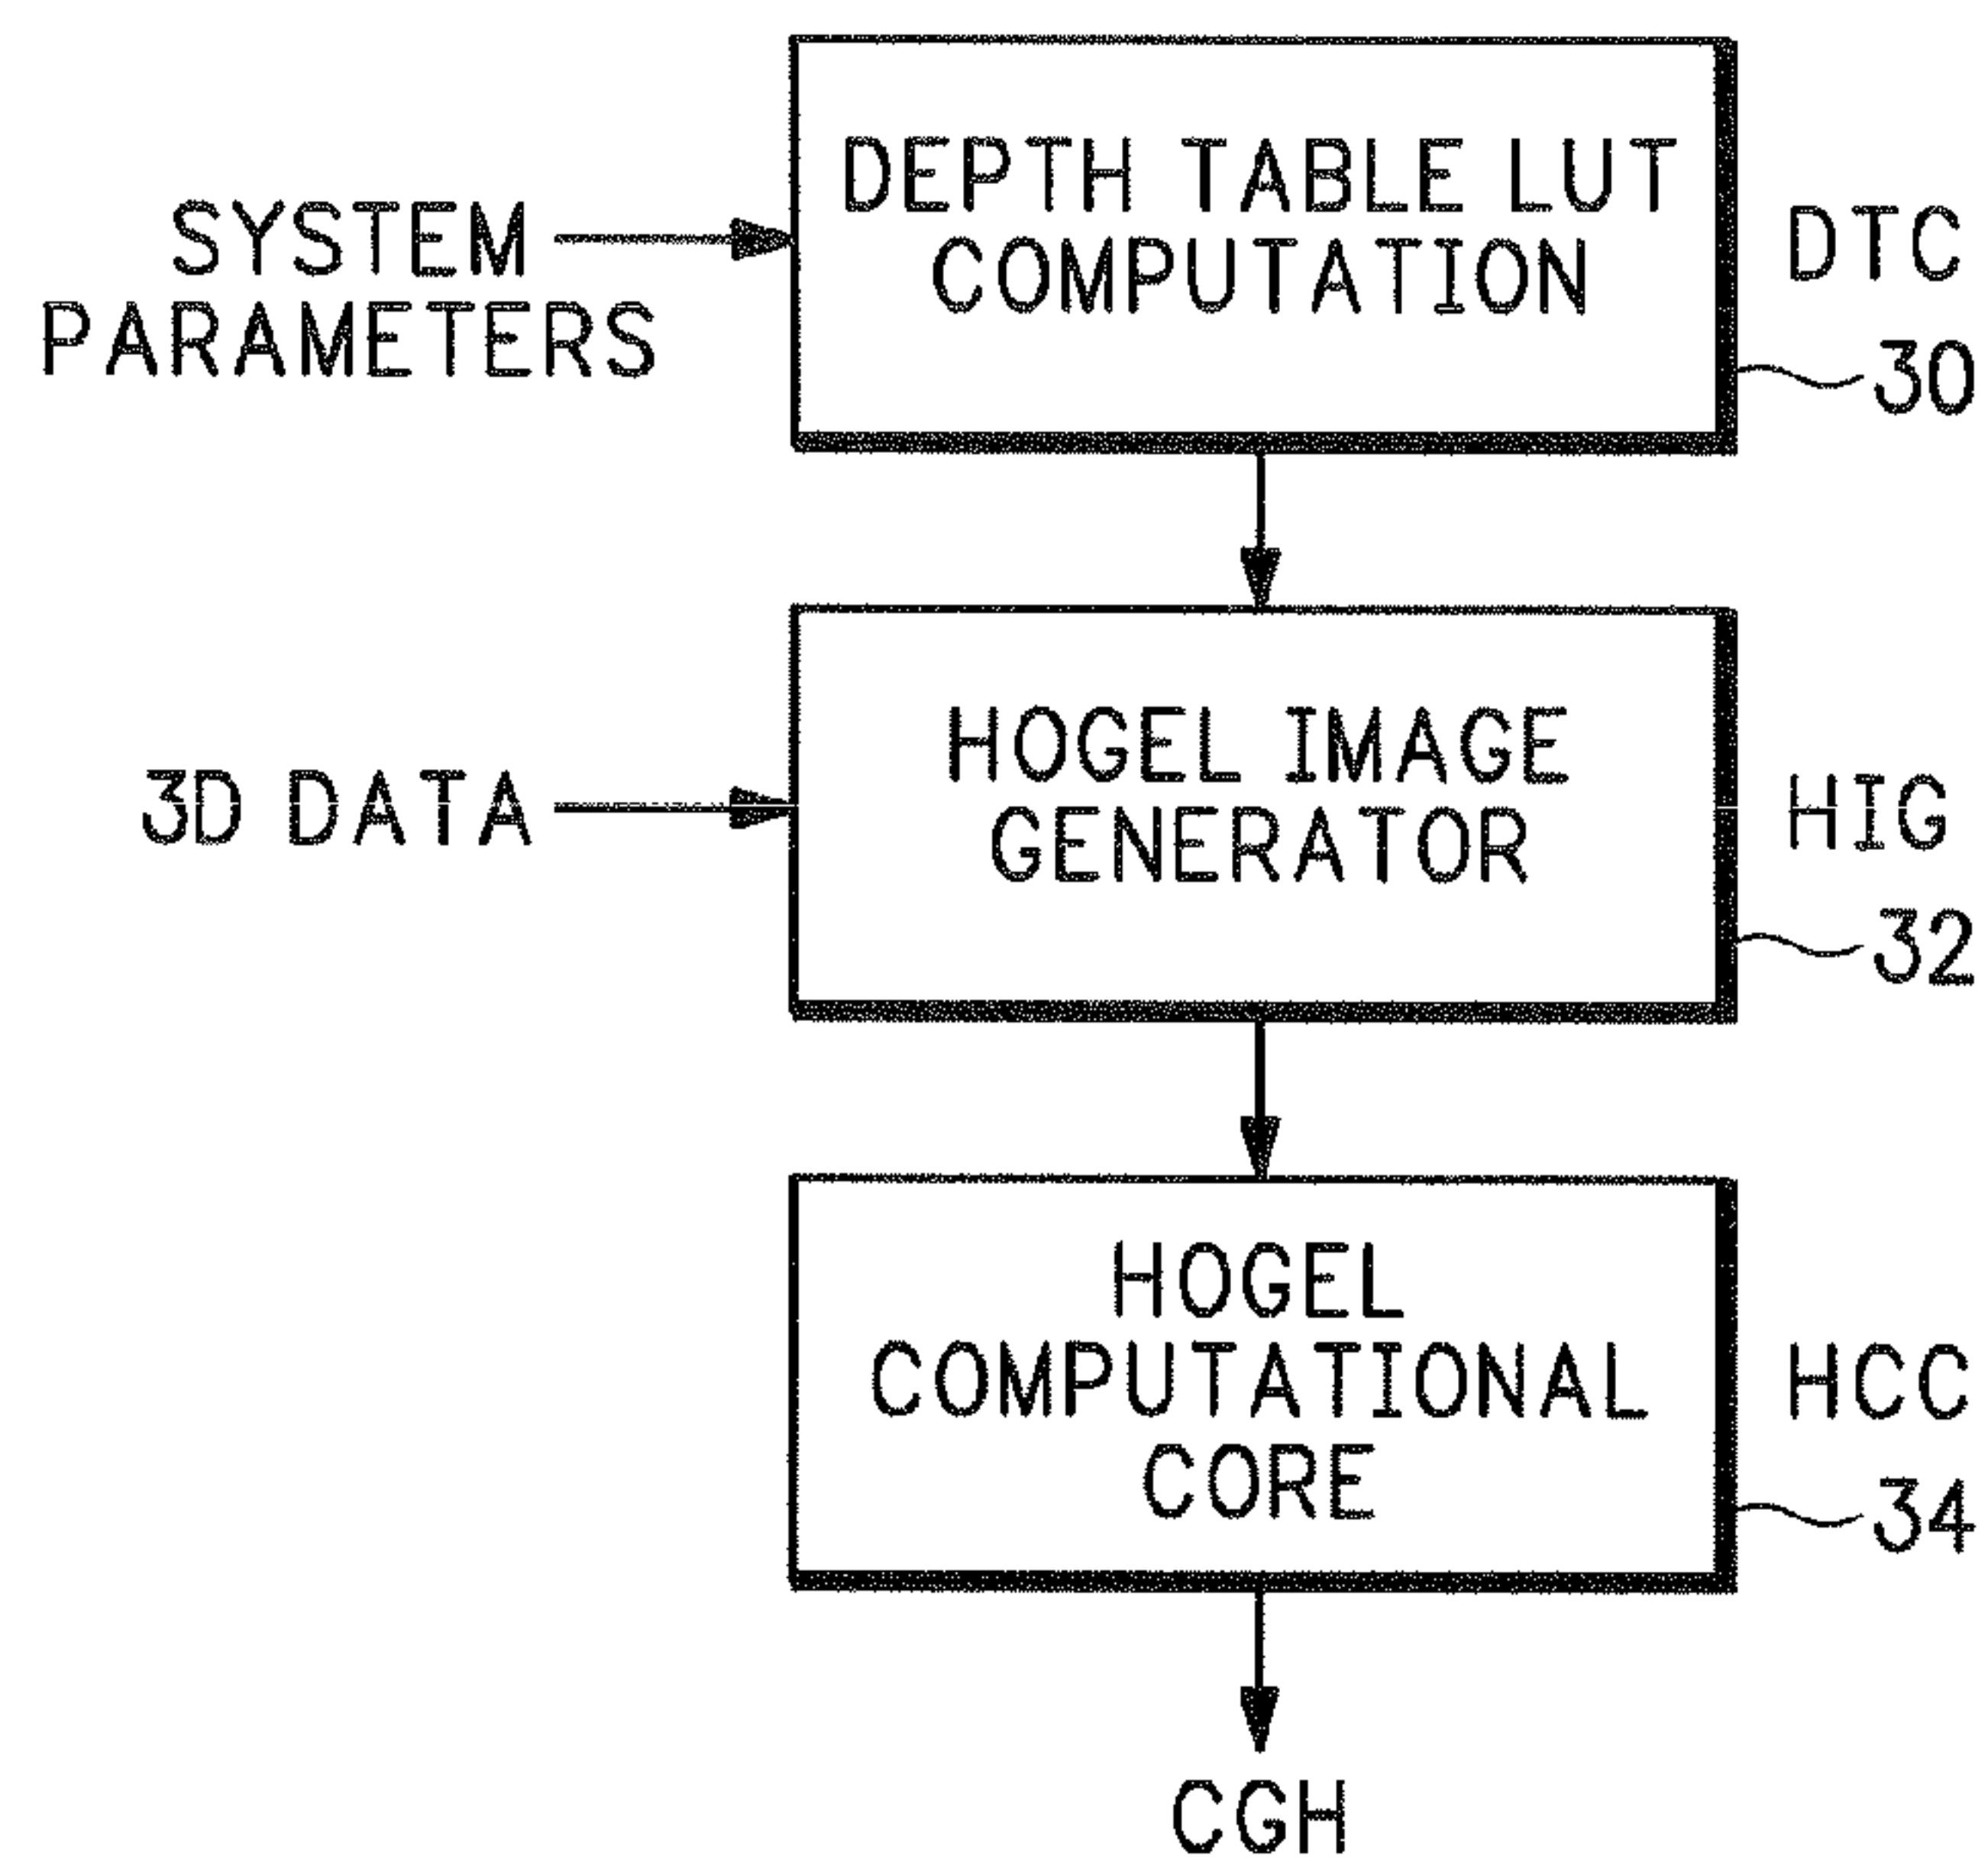 SYSTEM
PARAMETERS
DEPTH TABLE LUT
COMPUTATION
DTC
30
3D DATA
HOGEL IMAGE
GENERATOR
HIG
32
HOGEL
COMPUTATIONAL
CORE
HCC
34
CGH